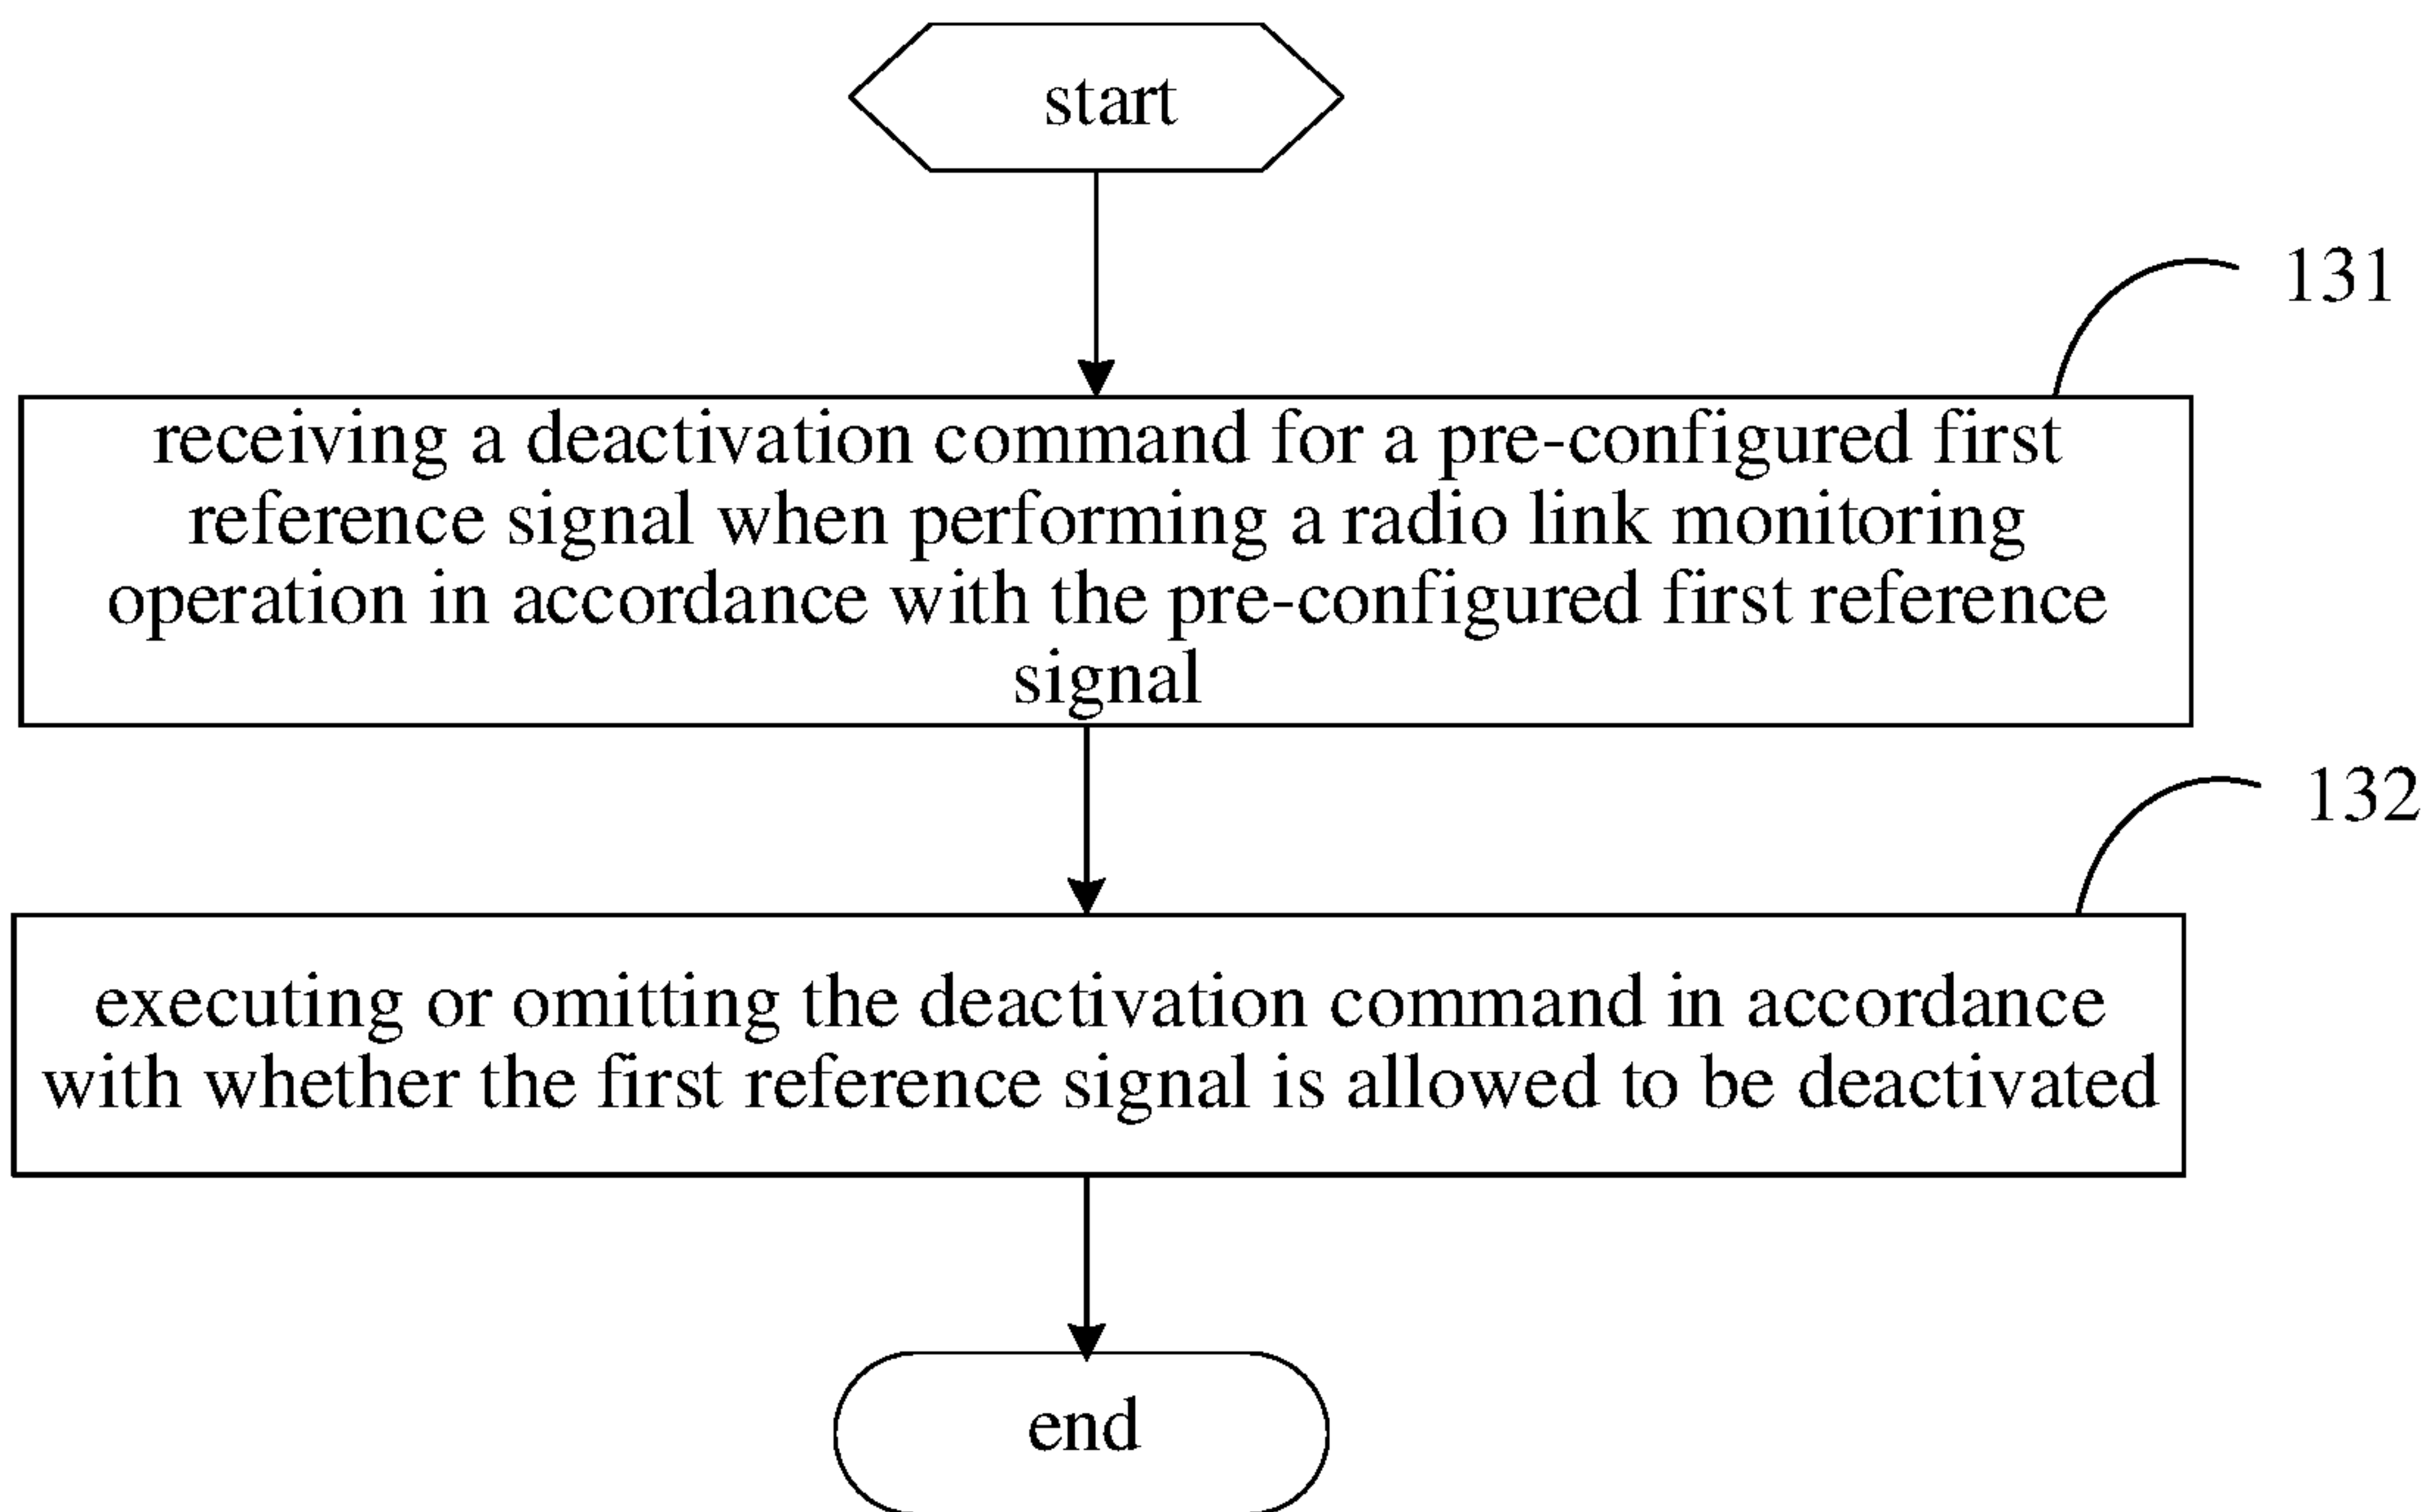 start
131
receiving a deactivation command for a pre-configured first
reference signal when performing a radio link monitoring
operation in accordance with the pre-configured first reference
signal
132
executing or omitting the deactivation command in accordance
with whether the first reference signal is allowed to be deactivated
end